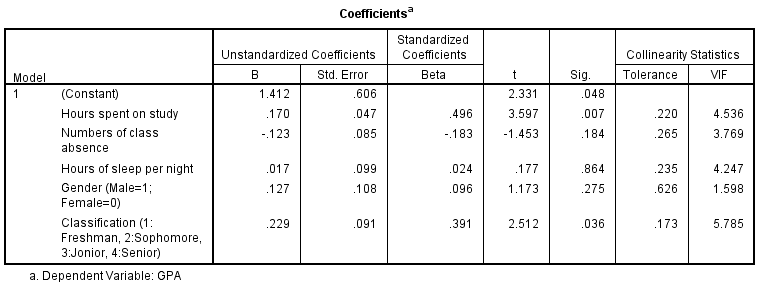 Coefficientsᵃ
Unstandardized Coefficients Standardized Coefficients Collinearity Statistics
Model B Std. Error Beta t Sig. Tolerance VIF
1 (Constant) 1.412 .606 2.331 .048
Hours spent on study .170 .047 .496 3.597 .007 .220 4.536
Numbers of class absence -.123 .085 -.183 -1.453 .184 .265 3.769
Hours of sleep per night .017 .099 .024 .177 .864 .235 4.247
Gender (Male=1; Female=0) .127 .108 .096 1.173 .275 .626 1.598
Classification (1: Freshman, 2:Sophomore, 3:Jonior, 4:Senior) .229 .091 .391 2.512 .036 .173 5.785
a. Dependent Variable: GPA